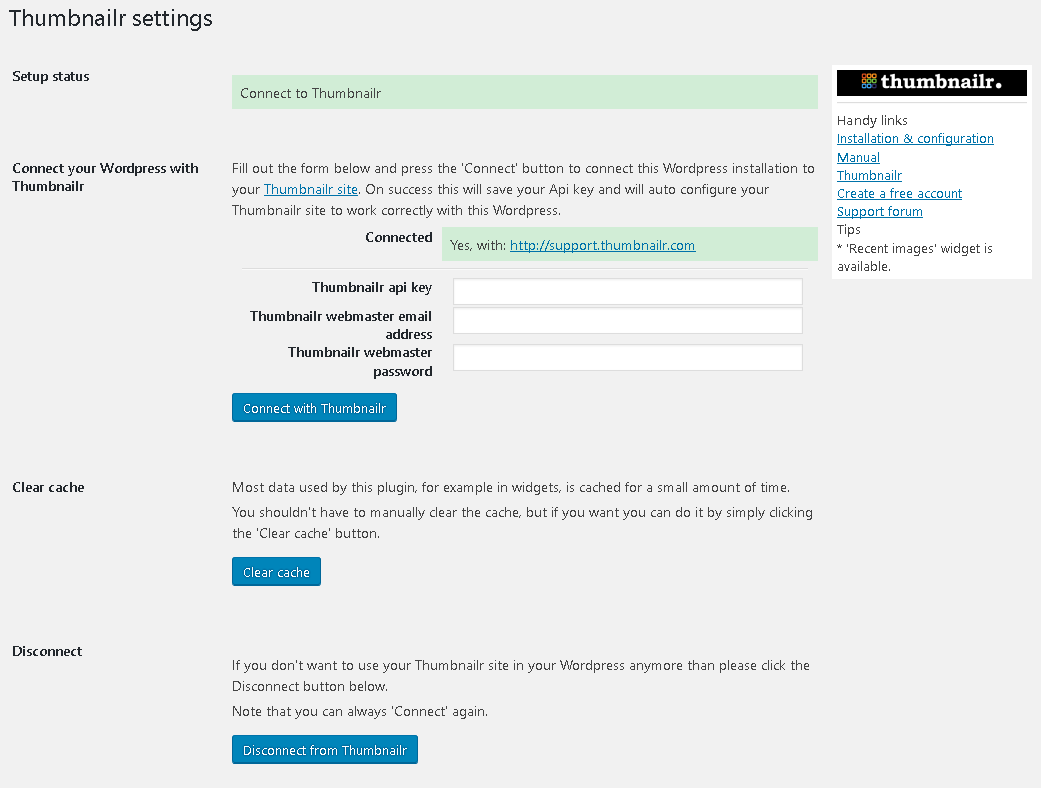 Thumbnailr settings
Setup status
Connect to Thumbnailr
Connect your Wordpress with
Thumbnailr
Fill out the form below and press the 'Connect' button to connect this Wordpress installation to
your Thumbnailr site. On success this will save your Api key and will auto configure your
Thumbnailr site to work correctly with this Wordpress.
Connected
Yes, with: http://support.thumbnailr.com
Thumbnailr api key
Thumbnailr webmaster email
address
Thumbnailr webmaster
password
Connect with Thumbnailr
Clear cache
Most data used by this plugin, for example in widgets, is cached for a small amount of time.
You shouldn't have to manually clear the cache, but if you want you can do it by simply clicking
the 'Clear cache' button.
Clear cache
Disconnect
If you don't want to use your Thumbnailr site in your Wordpress anymore than please click the
Disconnect button below.
Note that you can always 'Connect' again.
Disconnect from Thumbnailr
thumbnailr.
Handy links
Installation & configuration
Manual
Thumbnailr
Create a free account
Support forum
Tips
* 'Recent images' widget is
available.